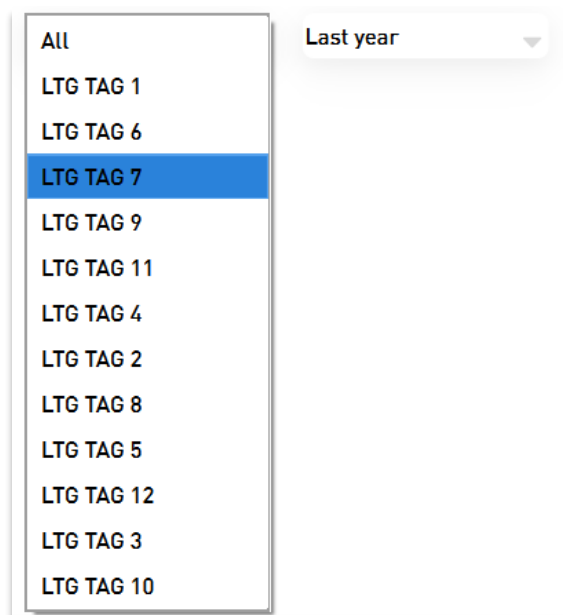 All
LTG TAG 1
LTG TAG 6
LTG TAG 7
LTG TAG 9
LTG TAG 11
LTG TAG 4
LTG TAG 2
LTG TAG 8
LTG TAG 5
LTG TAG 12
LTG TAG 3
LTG TAG 10
Last year